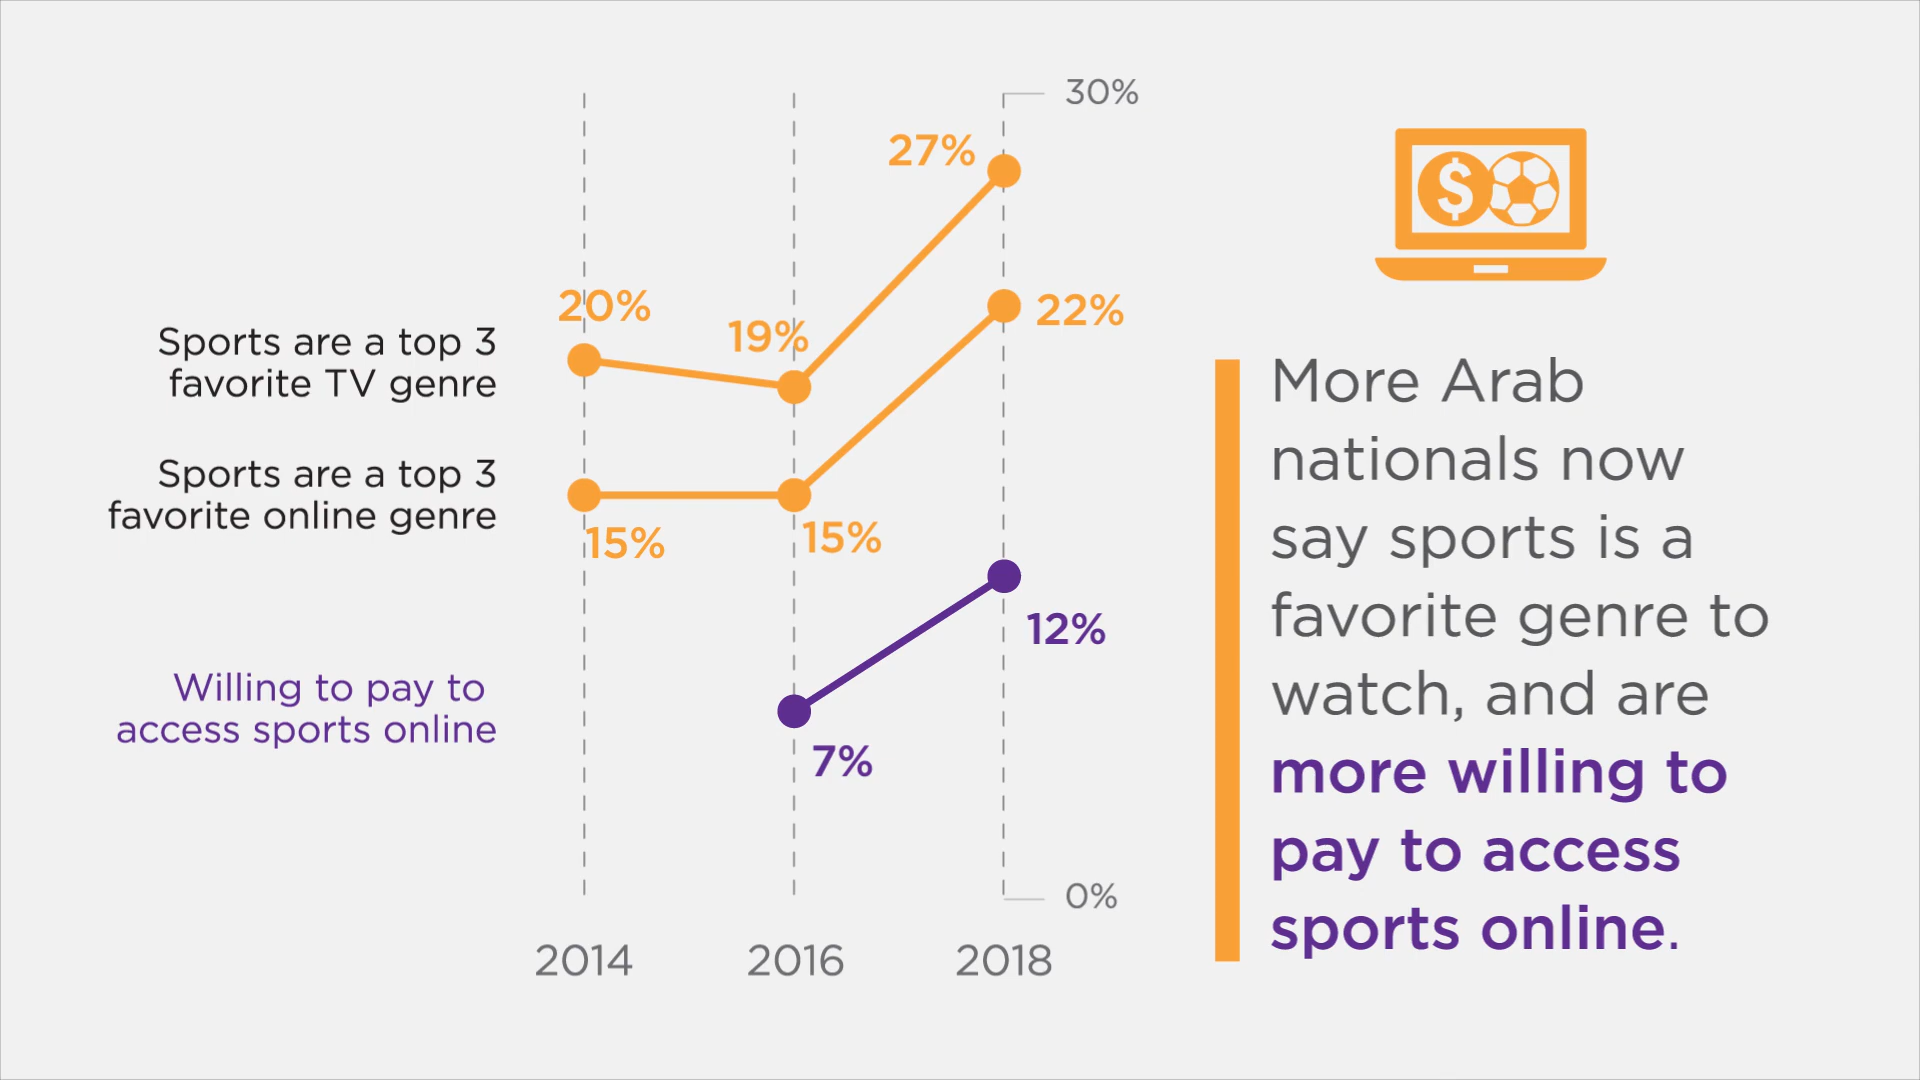 30%
27%
20%
19%
22%
Sports are a top 3
favorite TV genre
Sports are a top 3
favorite online genre
15%
15%
12%
Willing to pay to
access sports online
7%
0%
2014
2016
2018
$
More Arab
nationals now
say sports is a
favorite genre to
watch, and are
more willing to
pay to access
sports online.